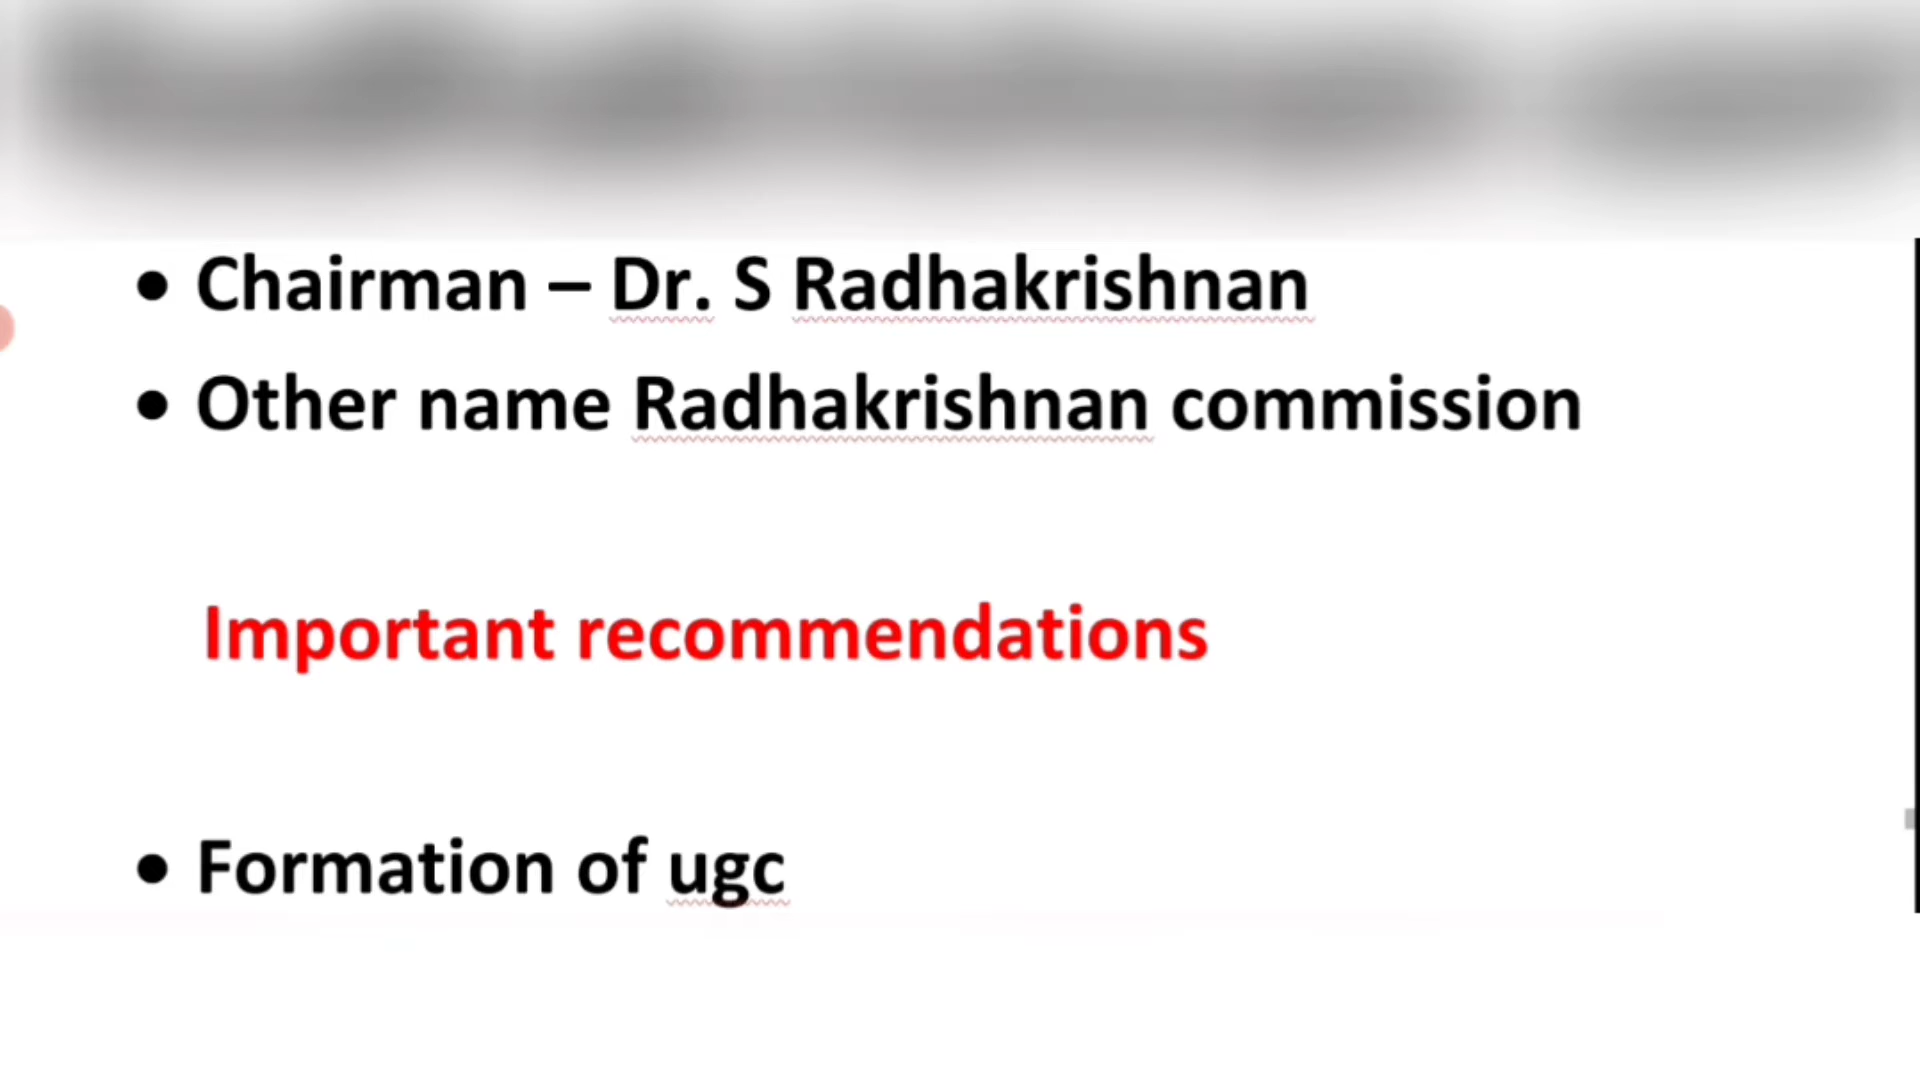 • Chairman – Dr. S Radhakrishnan
• Other name Radhakrishnan commission
Important recommendations
• Formation of ugc